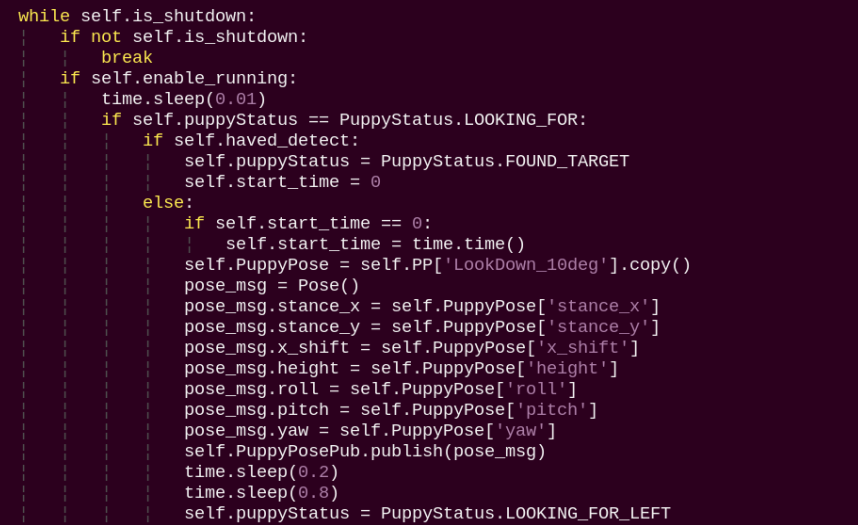 while self.is_shutdown:
    if not self.is_shutdown:
        break
    if self.enable_running:
        time.sleep(0.01)
        if self.puppyStatus == PuppyStatus.LOOKING_FOR:
            if self.haved_detect:
                self.puppyStatus = PuppyStatus.FOUND_TARGET
                self.start_time = 0
            else:
                if self.start_time == 0:
                    self.start_time = time.time()
                self.PuppyPose = self.PP['LookDown_10deg'].copy()
                pose_msg = Pose()
                pose_msg.stance_x = self.PuppyPose['stance_x']
                pose_msg.stance_y = self.PuppyPose['stance_y']
                pose_msg.x_shift = self.PuppyPose['x_shift']
                pose_msg.height = self.PuppyPose['height']
                pose_msg.roll = self.PuppyPose['roll']
                pose_msg.pitch = self.PuppyPose['pitch']
                pose_msg.yaw = self.PuppyPose['yaw']
                self.PuppyPosePub.publish(pose_msg)
                time.sleep(0.2)
                time.sleep(0.8)
                self.puppyStatus = PuppyStatus.LOOKING_FOR_LEFT